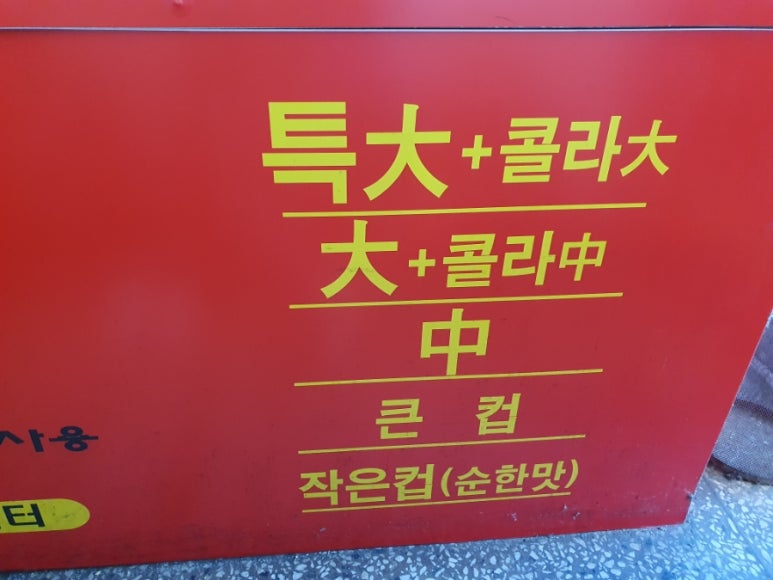 특大+콜라大
大+콜라中
中
큰 컵
작은컵(순한맛)
사용
터